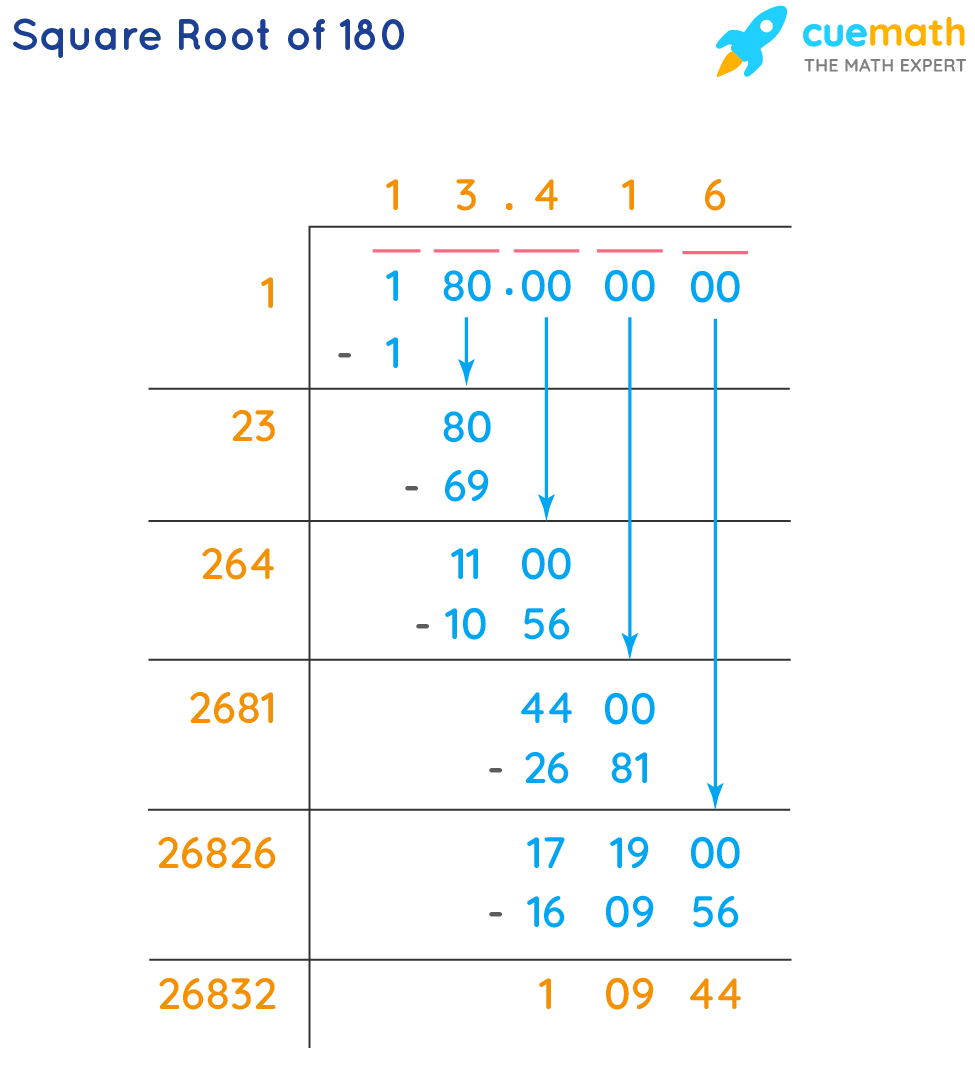 Square Root of 180
cuemath
THE MATH EXPERT
1 3 . 4 1 6
1 1 80 . 00 00 00
- 1
23 80
- 69
264 11 00
- 10 56
2681 44 00
- 26 81
26826 17 19 00
- 16 09 56
26832 1 09 44